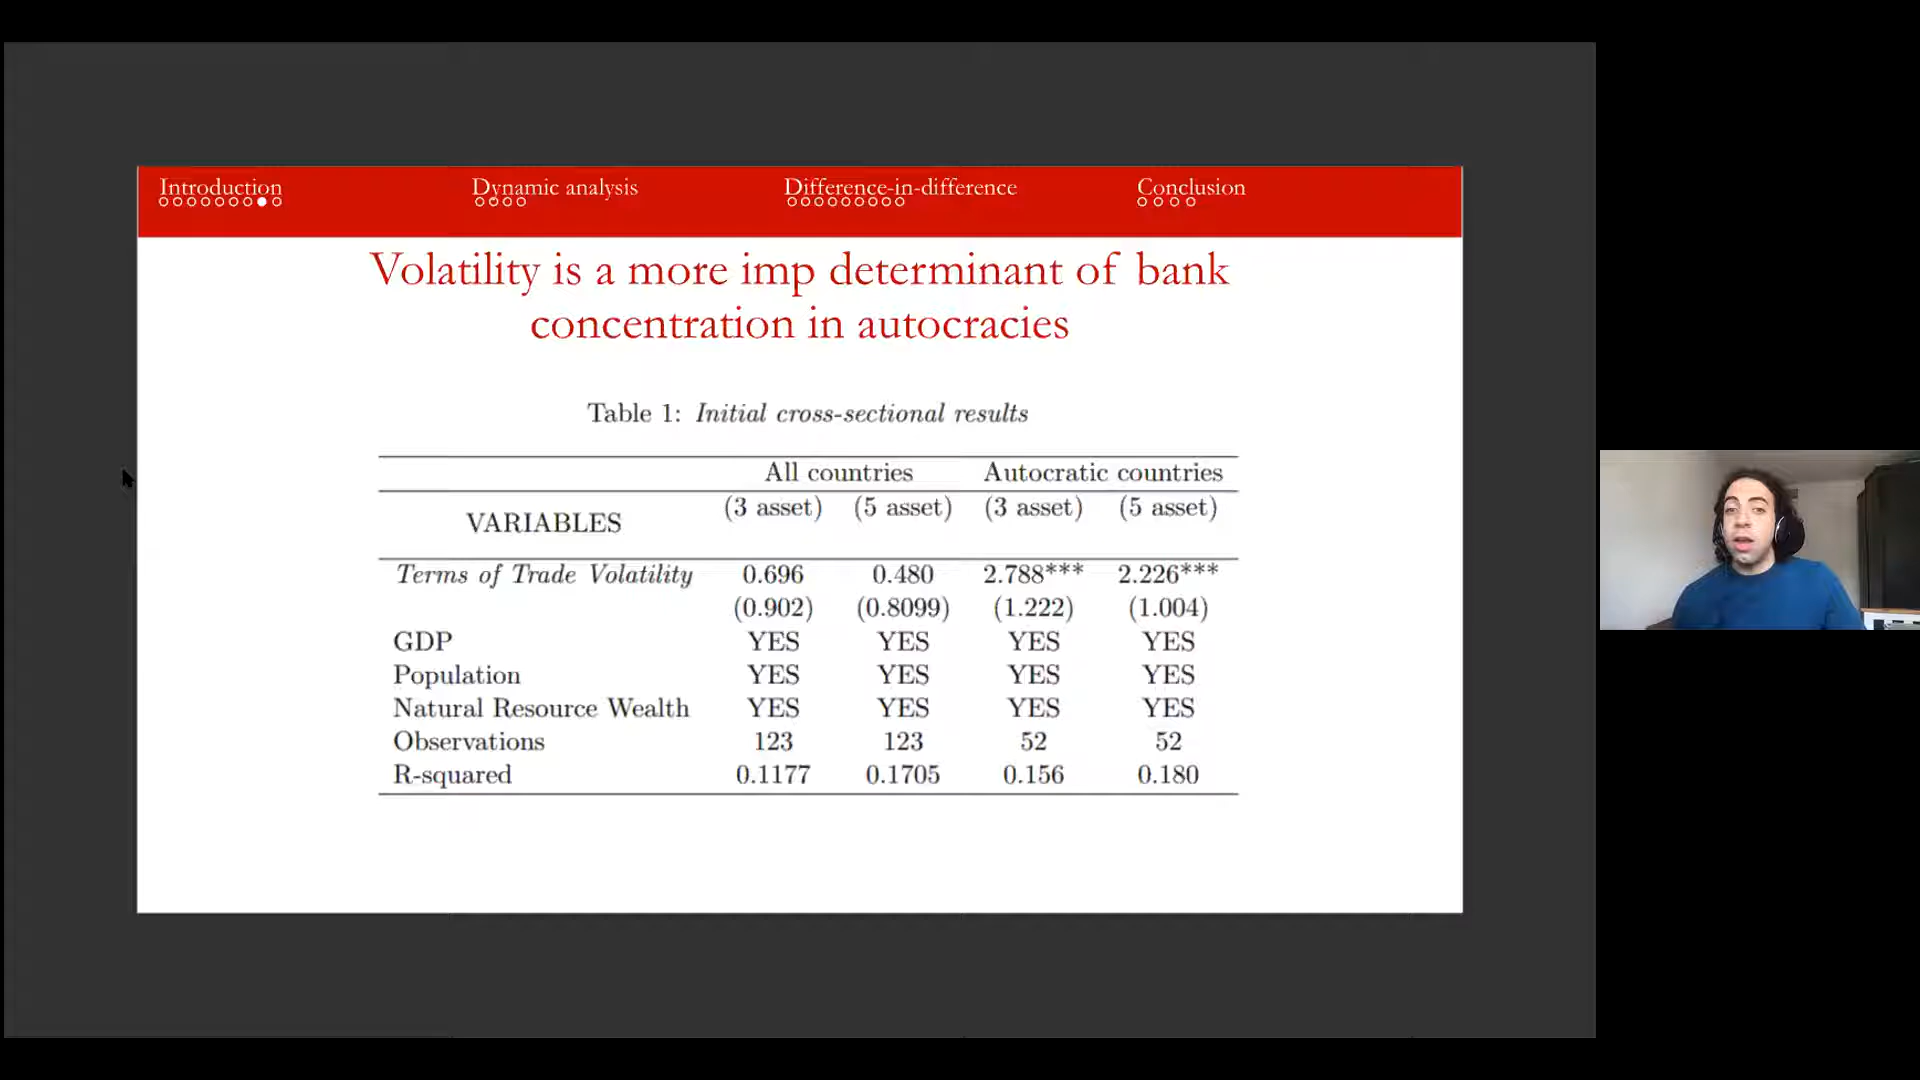 Introduction Dynamic analysis Difference-in-difference Conclusion
Volatility is a more imp determinant of bank
concentration in autocracies
Table 1: Initial cross-sectional results
All countries Autocratic countries
VARIABLES (3 asset) (5 asset) (3 asset) (5 asset)
Terms of Trade Volatility 0.696 0.480 2.788*** 2.226***
(0.902) (0.8099) (1.222) (1.004)
GDP YES YES YES YES
Population YES YES YES YES
Natural Resource Wealth YES YES YES YES
Observations 123 123 52 52
R-squared 0.1177 0.1705 0.156 0.180